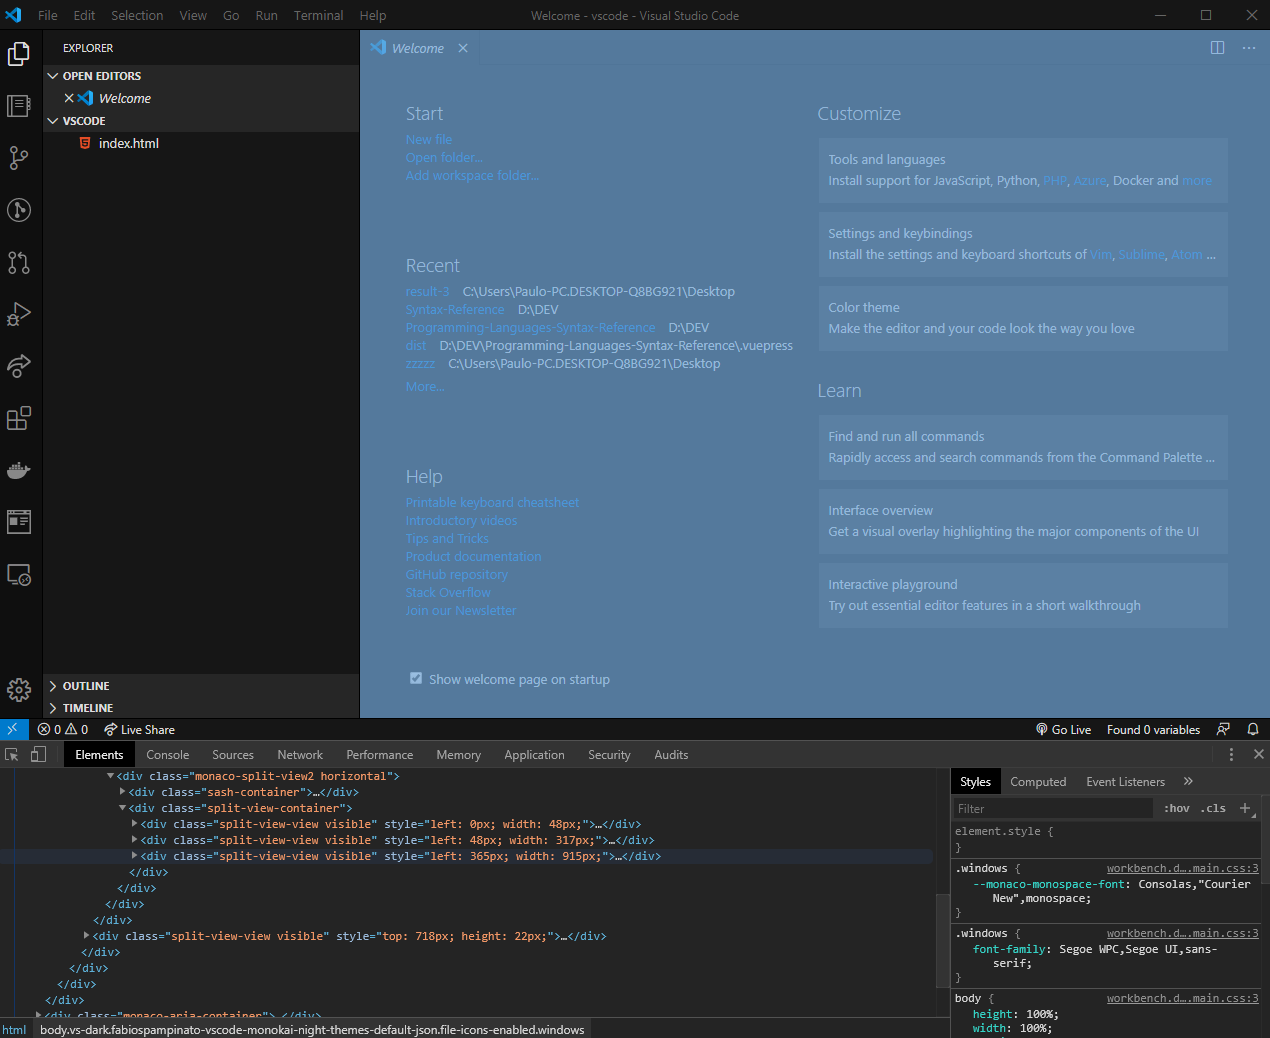 File Edit Selection View Go Run Terminal Help Welcome - vscode - Visual Studio Code
EXPLORER
OPEN EDITORS
Welcome
VSCODE
index.html
OUTLINE
TIMELINE
Welcome
Start
New file
Open folder...
Add workspace folder...
Recent
result-3 C:\Users\Paulo-PC.DESKTOP-Q8BG921\Desktop
Syntax-Reference D:\DEV
Programming-Languages-Syntax-Reference D:\DEV
dist D:\DEV\Programming-Languages-Syntax-Reference\.vuepress
zzzzz C:\Users\Paulo-PC.DESKTOP-Q8BG921\Desktop
More...
Help
Printable keyboard cheatsheet
Introductory videos
Tips and Tricks
Product documentation
GitHub repository
Stack Overflow
Join our Newsletter
Show welcome page on startup
Customize
Tools and languages
Install support for JavaScript, Python, PHP, Azure, Docker and more
Settings and keybindings
Install the settings and keyboard shortcuts of Vim, Sublime, Atom ...
Color theme
Make the editor and your code look the way you love
Learn
Find and run all commands
Rapidly access and search commands from the Command Palette ...
Interface overview
Get a visual overlay highlighting the major components of the UI
Interactive playground
Try out essential editor features in a short walkthrough
0 0 Live Share Go Live Found 0 variables
Elements Console Sources Network Performance Memory Application Security Audits
<div class="monaco-split-view2 horizontal">
<div class="sash-container">…</div>
<div class="split-view-container">
<div class="split-view-view visible" style="left: 0px; width: 48px;">…</div>
<div class="split-view-view visible" style="left: 48px; width: 317px;">…</div>
<div class="split-view-view visible" style="left: 365px; width: 915px;">…</div>
</div>
</div>
</div>
</div>
<div class="split-view-view visible" style="top: 718px; height: 22px;">…</div>
</div>
</div>
</div>
</div>
<div class="monaco-aria-container">…</div>
html body.vs-dark.fabiospampinato-vscode-monokai-night-themes-default-json.file-icons-enabled.windows
Styles Computed Event Listeners »
Filter :hov .cls +
element.style {
}
.windows { workbench.d….main.css:3
--monaco-monospace-font: Consolas,"Courier
New",monospace;
}
.windows { workbench.d….main.css:3
font-family: Segoe WPC,Segoe UI,sans-
serif;
}
body { workbench.d….main.css:3
height: 100%;
width: 100%;